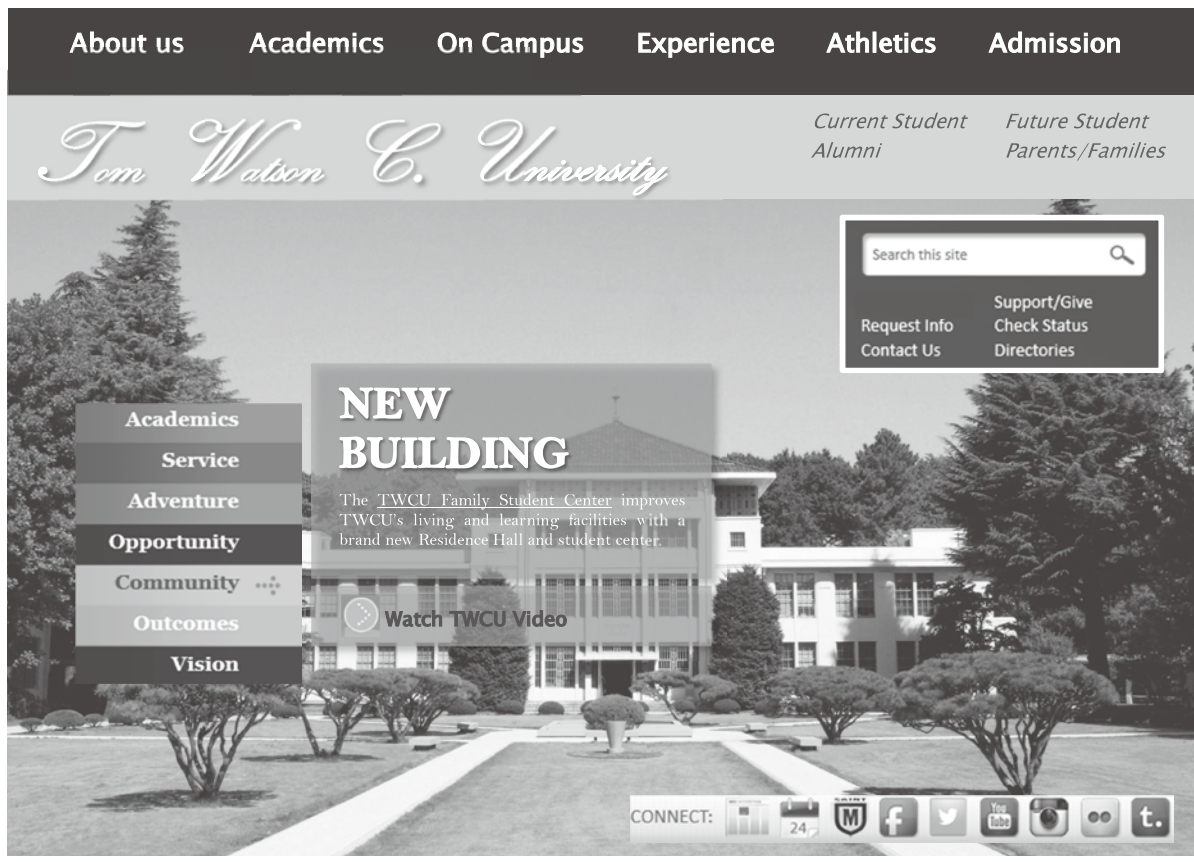 About us Academics On Campus Experience Athletics Admission
Tom Watson C. University
Current Student Future Student
Alumni Parents/Families
Search this site
Support/Give
Request Info Check Status
Contact Us Directories
NEW
BUILDING
The TWCU Family Student Center improves
TWCU's living and learning facilities with a
brand new Residence Hall and student center.
Watch TWCU Video
Academics
Service
Adventure
Opportunity
Community
Outcomes
Vision
CONNECT: 24 SAINT M f You Tube t.